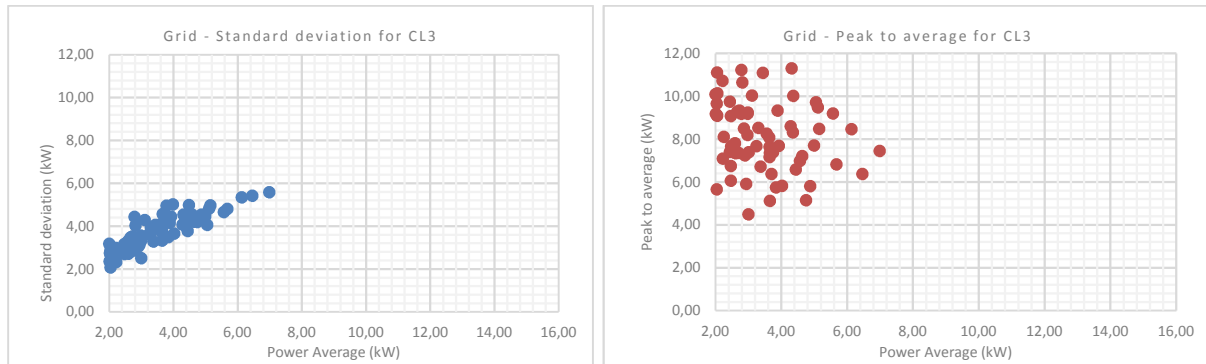 Grid - Standard deviation for CL3
12,00
10,00
8,00
6,00
4,00
2,00
0,00
2,00 4,00 6,00 8,00 10,00 12,00 14,00 16,00
Standard deviation (kW)
Power Average (kW)
Grid - Peak to average for CL3
12,00
10,00
8,00
6,00
4,00
2,00
0,00
2,00 4,00 6,00 8,00 10,00 12,00 14,00 16,00
Peak to average (kW)
Power Average (kW)